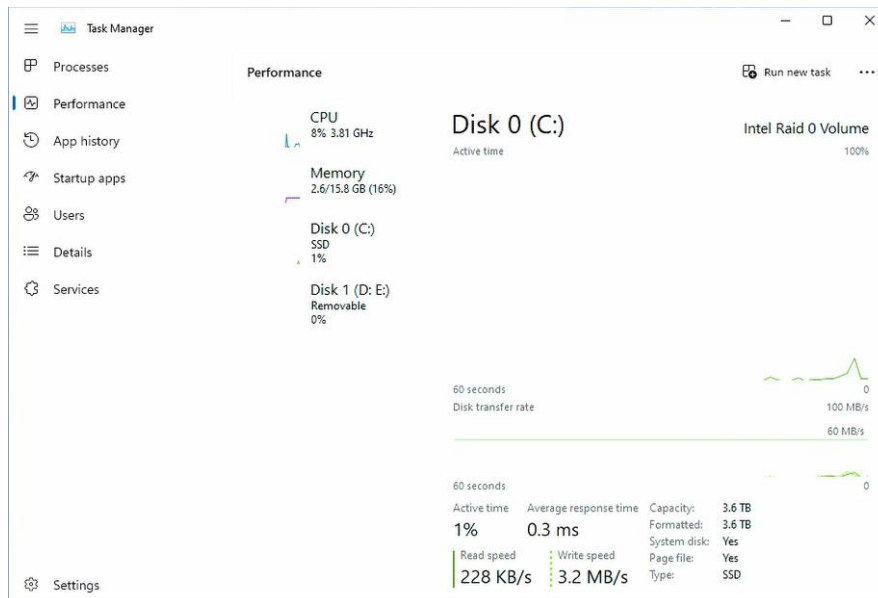 Task Manager
Processes
Performance
App history
Startup apps
Users
Details
Services
Settings
Performance
Run new task
CPU
8% 3.81 GHz
Memory
2.6/15.8 GB (16%)
Disk 0 (C:)
SSD
1%
Disk 1 (D: E:)
Removable
0%
Disk 0 (C:)
Intel Raid 0 Volume
Active time
100%
60 seconds
0
Disk transfer rate
100 MB/s
60 MB/s
60 seconds
0
Active time
1%
Average response time
0.3 ms
Read speed
228 KB/s
Write speed
3.2 MB/s
Capacity: 3.6 TB
Formatted: 3.6 TB
System disk: Yes
Page file: Yes
Type: SSD